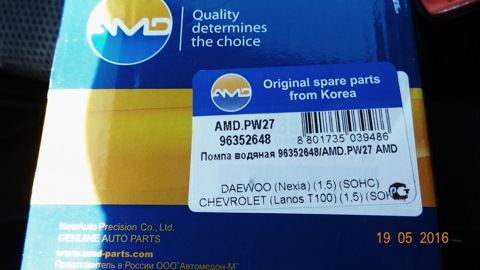 AMD
Quality
determines
the choice
AMD
Original spare parts
from Korea
AMD.PW27
96352648
8 801735 039486
Помпа водяная 96352648/AMD.PW27 AMD
DAEWOO (Nexia) (1,5) (SOHC)
CHEVROLET (Lanos T100) (1,5) (SOHC)
NewAuto Precision Co., Ltd.
GENUINE AUTO PARTS
www.amd-parts.com
Представитель в России ООО"Автомедон-М"
19 05 2016